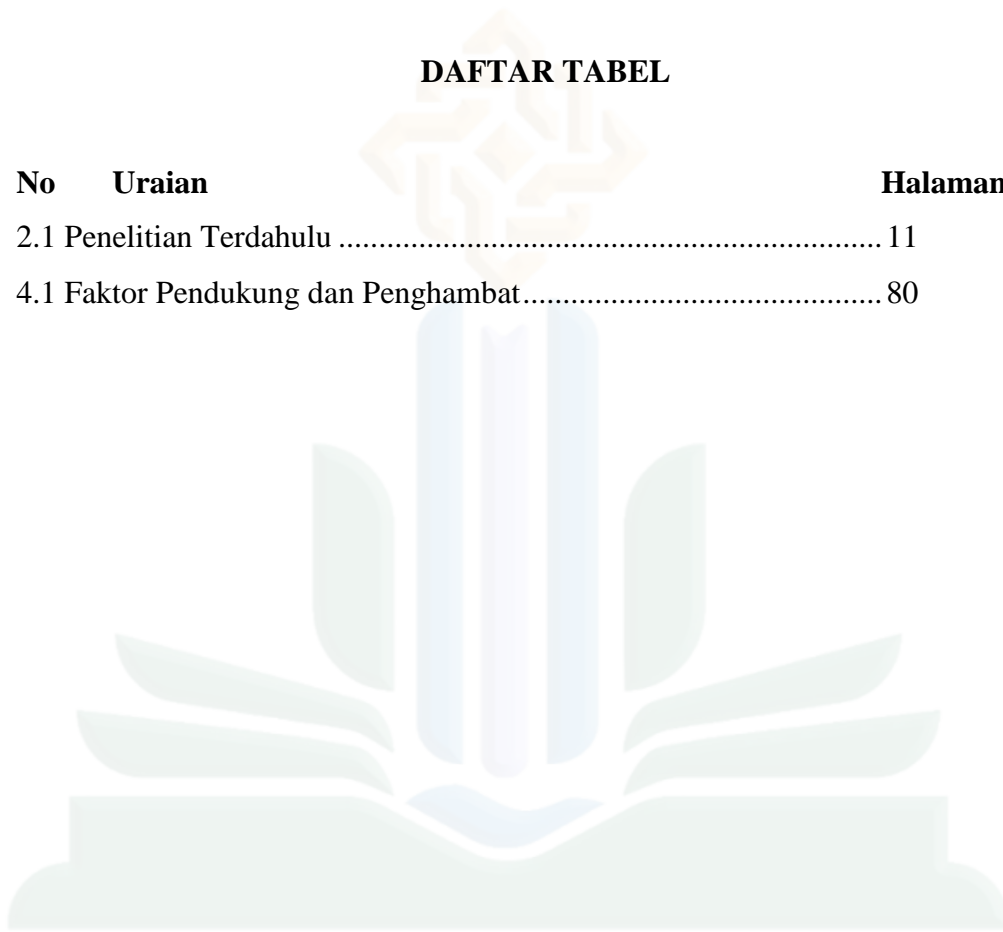 DAFTAR TABEL
No Uraian Halaman
2.1 Penelitian Terdahulu .................................................................... 11
4.1 Faktor Pendukung dan Penghambat............................................. 80